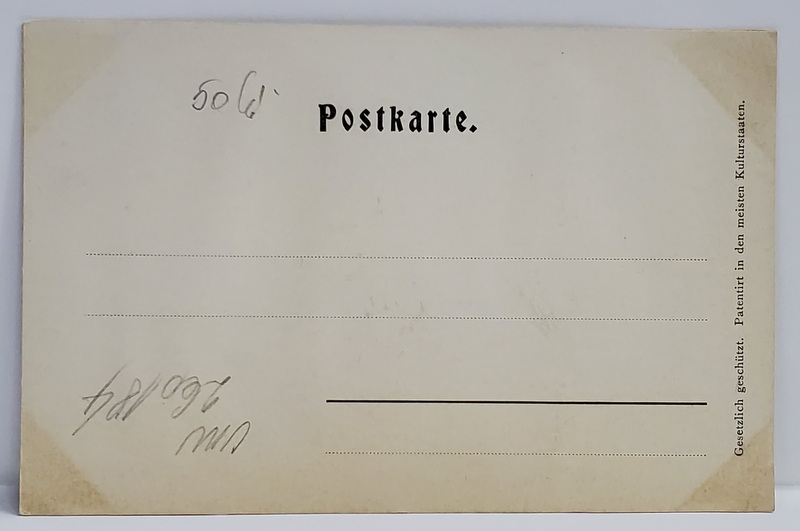 Postkarte.
Gesetzlich geschützt. Patentirt in den meisten Kulturstaaten.